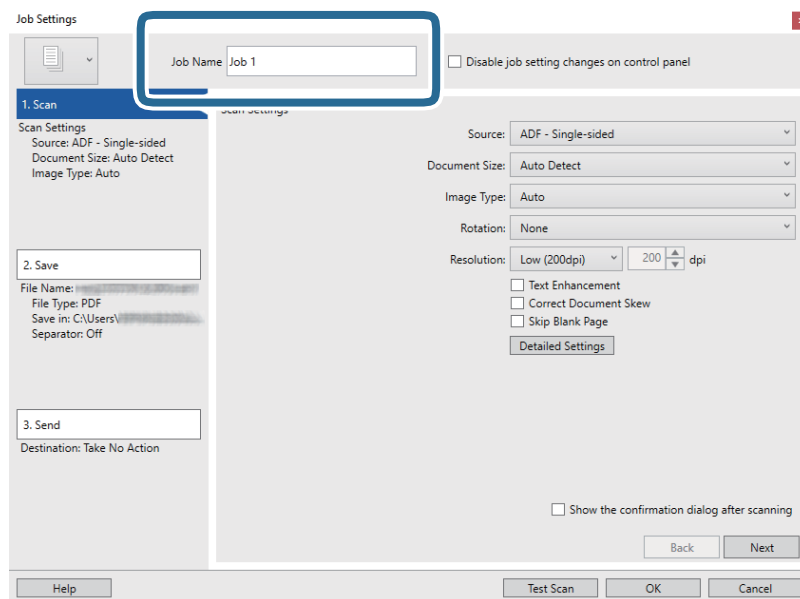 Job Settings
Job Name Job 1
Disable job setting changes on control panel
1. Scan
Scan Settings
Source: ADF - Single-sided
Document Size: Auto Detect
Image Type: Auto
2. Save
File Name:
File Type: PDF
Save in: C:\Users\
Separator: Off
3. Send
Destination: Take No Action
Scan Settings
Source: ADF - Single-sided
Document Size: Auto Detect
Image Type: Auto
Rotation: None
Resolution: Low (200dpi) 200 dpi
Text Enhancement
Correct Document Skew
Skip Blank Page
Detailed Settings
Show the confirmation dialog after scanning
Back Next
Help Test Scan OK Cancel